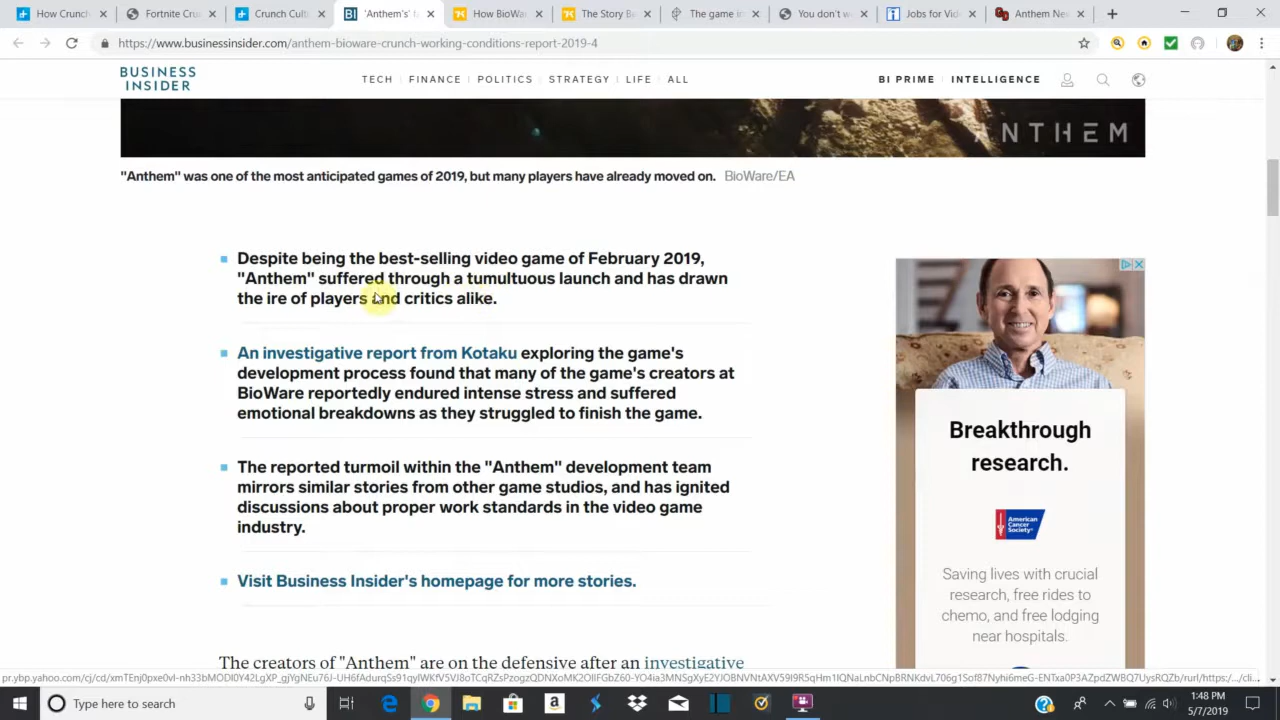 How Crunch
Fortnite Crun
Crunch Cult
'Anthem's' t
How BioWar
The Story B
The game in
You don't w
Jobs for Vid
Anthem Nev
https://www.businessinsider.com/anthem-bioware-crunch-working-conditions-report-2019-4
BUSINESS
INSIDER
TECH FINANCE POLITICS STRATEGY LIFE ALL
BI PRIME INTELLIGENCE
ANTHEM
"Anthem" was one of the most anticipated games of 2019, but many players have already moved on. BioWare/EA
Despite being the best-selling video game of February 2019,
"Anthem" suffered through a tumultuous launch and has drawn
the ire of players and critics alike.
An investigative report from Kotaku exploring the game's
development process found that many of the game's creators at
BioWare reportedly endured intense stress and suffered
emotional breakdowns as they struggled to finish the game.
The reported turmoil within the "Anthem" development team
mirrors similar stories from other game studios, and has ignited
discussions about proper work standards in the video game
industry.
Visit Business Insider's homepage for more stories.
The creators of "Anthem" are on the defensive after an investigative
Breakthrough
research.
American
Cancer
Society
Saving lives with crucial
research, free rides to
chemo, and free lodging
near hospitals.
Type here to search
1:48 PM
5/7/2019